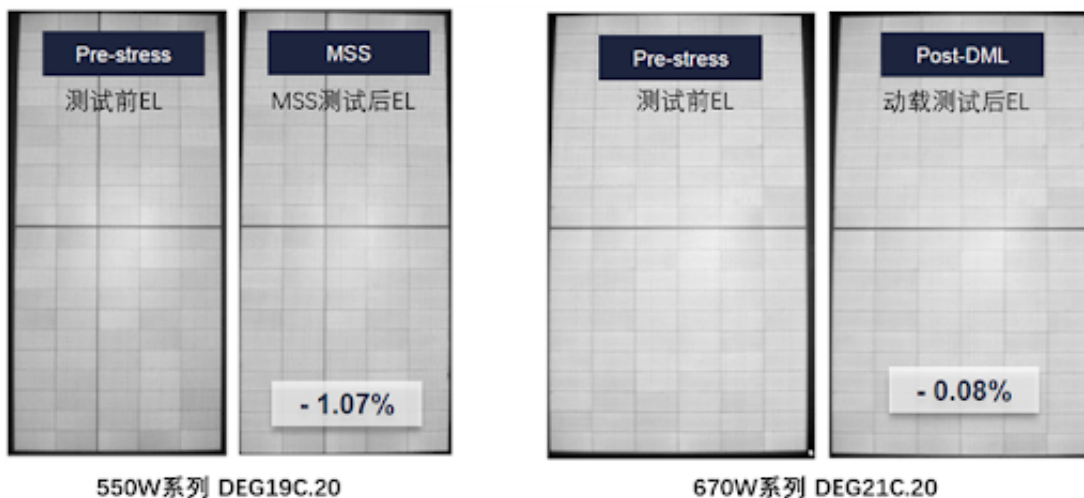 Pre-stress
测试前EL
MSS
MSS测试后EL
- 1.07%
550W系列 DEG19C.20
Pre-stress
测试前EL
Post-DML
动载测试后EL
- 0.08%
670W系列 DEG21C.20